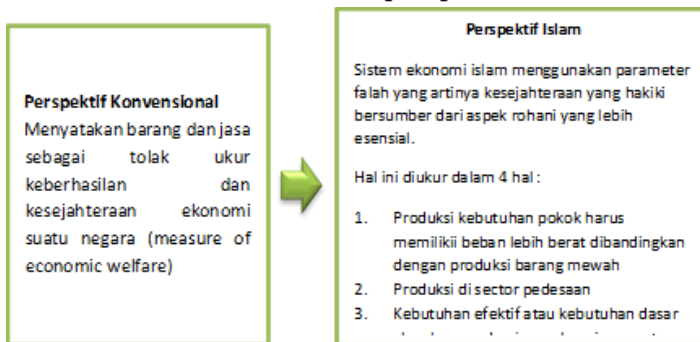 Perspektif Konvensional
Menyatakan barang dan jasa
sebagai tolak ukur
keberhasilan dan
kesejahteraan ekonomi
suatu negara (measure of
economic welfare)
Perspektif Islam
Sistem ekonomi islam menggunakan parameter
falah yang artinya kesejahteraan yang hakiki
bersumber dari aspek rohani yang lebih
esensial.
Hal ini diukur dalam 4 hal :
1. Produksi kebutuhan pokok harus
memilikii beban lebih berat dibandingkan
dengan produksi barang mewah
2. Produksi di sector pedesaan
3. Kebutuhan efektif atau kebutuhan dasar